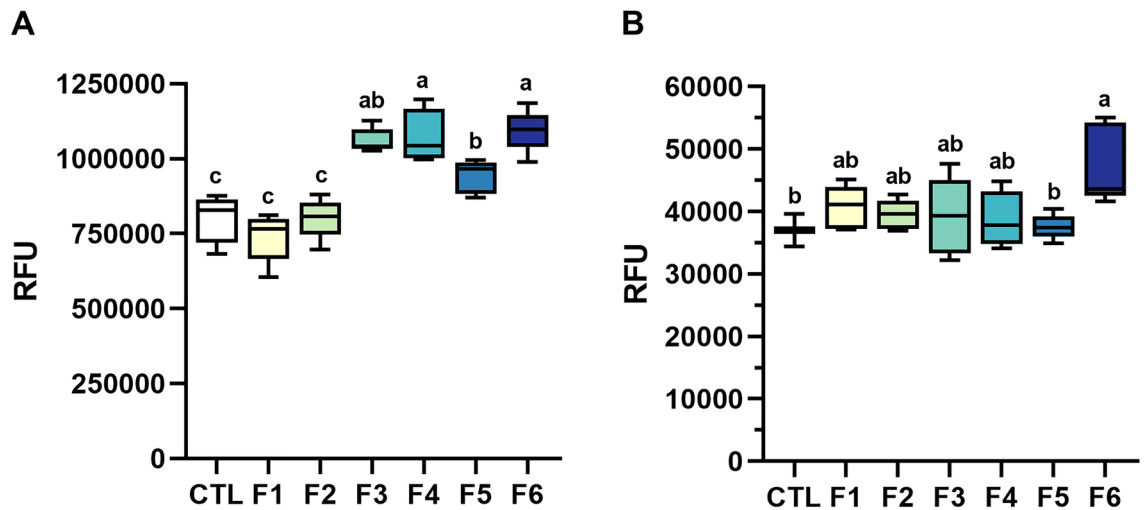 A
RFU
1250000
1000000
750000
500000
250000
0
c
c
c
ab
a
b
a
CTL F1 F2 F3 F4 F5 F6
B
RFU
60000
50000
40000
30000
20000
10000
0
b
ab
ab
ab
ab
b
a
CTL F1 F2 F3 F4 F5 F6